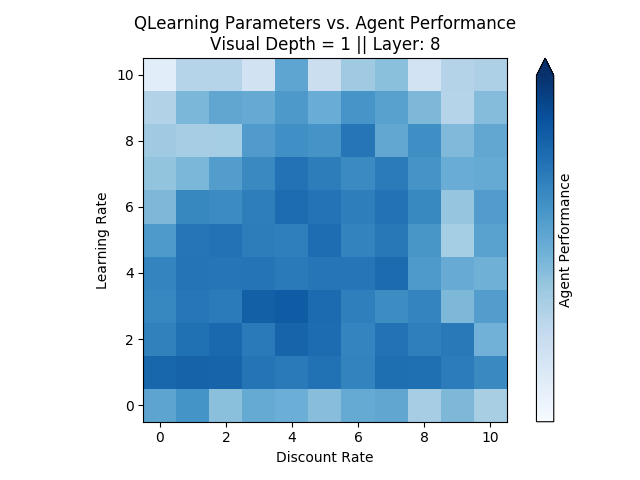 QLearning Parameters vs. Agent Performance
Visual Depth = 1 || Layer: 8
10
8
6
4
2
0
Learning Rate
0 2 4 6 8 10
Discount Rate
Agent Performance